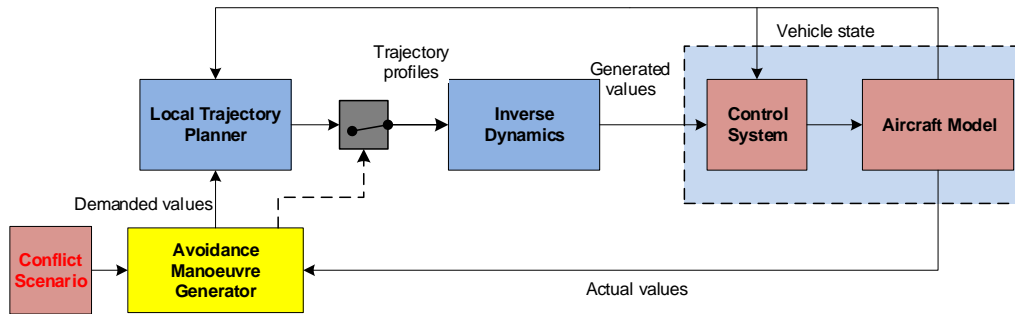 Vehicle state
Trajectory
profiles
Generated
values
Local Trajectory
Planner
Inverse
Dynamics
Control
System
Aircraft Model
Demanded values
Conflict
Scenario
Avoidance
Manoeuvre
Generator
Actual values